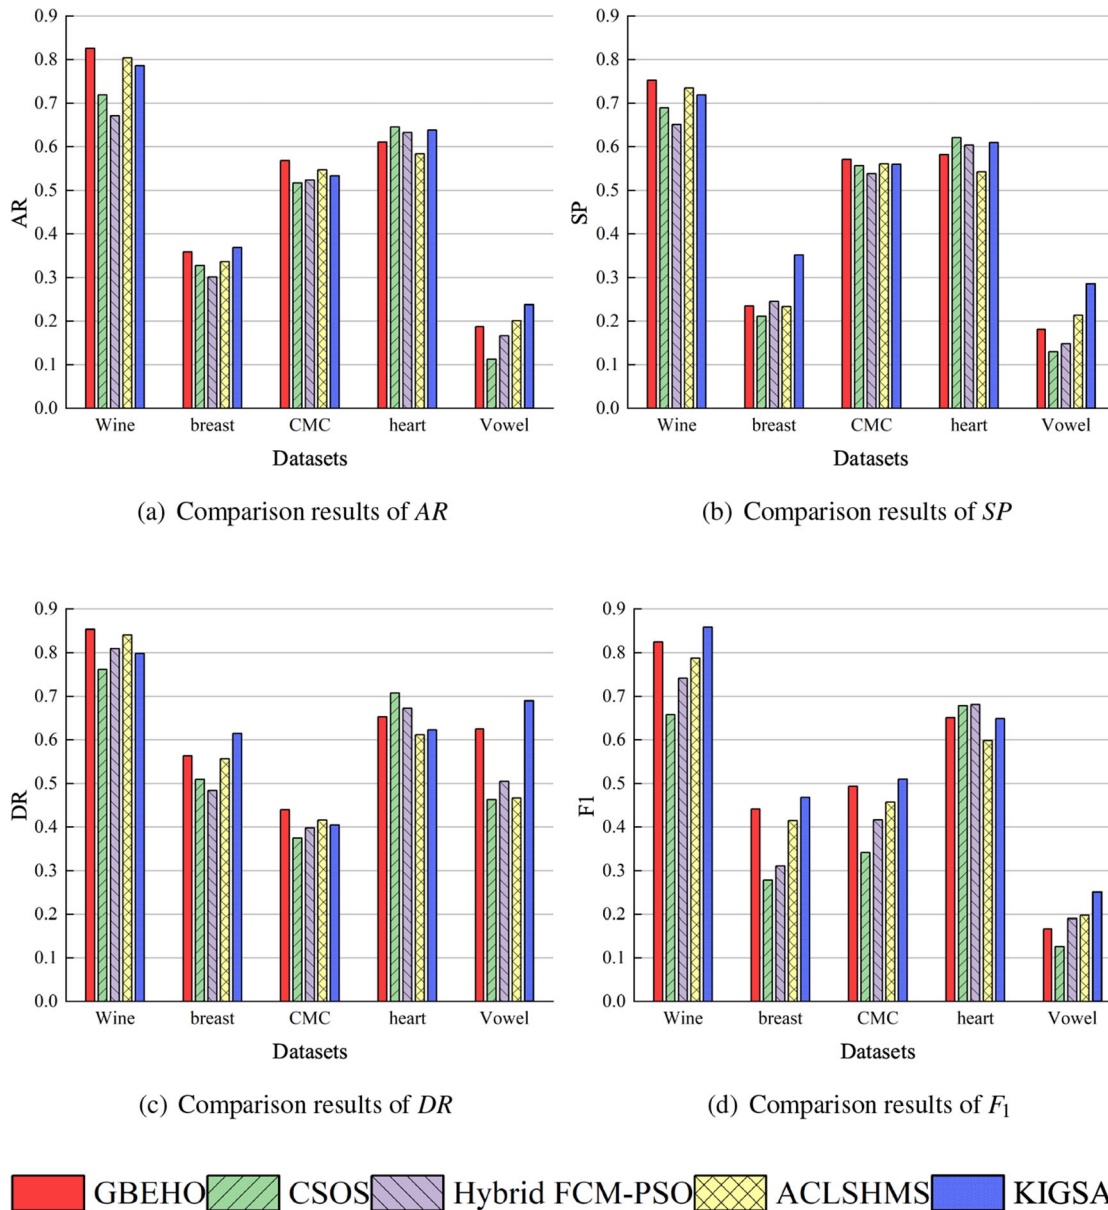 0.9
0.8
0.7
0.6
0.5
0.4
0.3
0.2
0.1
0.0
AR
Wine breast CMC heart Vowel
Datasets
(a) Comparison results of AR
0.9
0.8
0.7
0.6
0.5
0.4
0.3
0.2
0.1
0.0
SP
Wine breast CMC heart Vowel
Datasets
(b) Comparison results of SP
0.9
0.8
0.7
0.6
0.5
0.4
0.3
0.2
0.1
0.0
DR
Wine breast CMC heart Vowel
Datasets
(c) Comparison results of DR
0.9
0.8
0.7
0.6
0.5
0.4
0.3
0.2
0.1
0.0
F1
Wine breast CMC heart Vowel
Datasets
(d) Comparison results of F1
GBEHO CSOS Hybrid FCM-PSO ACLSHMS KIGSA